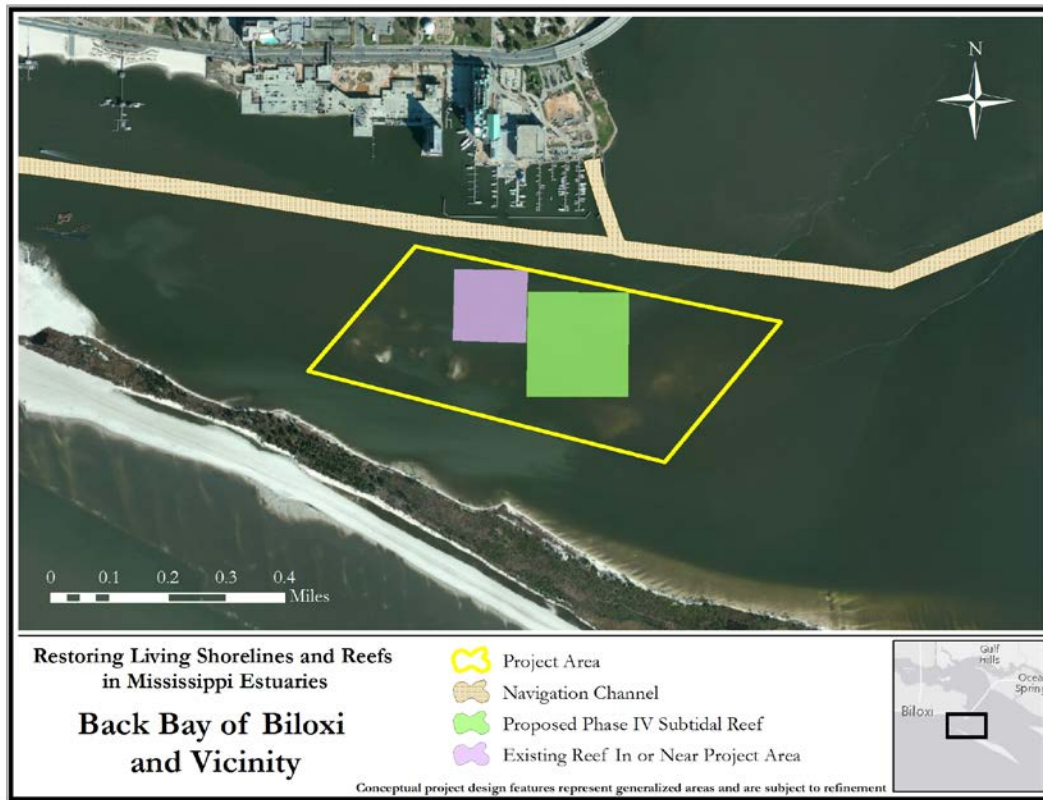 N
0 0.1 0.2 0.3 0.4
Miles
Restoring Living Shorelines and Reefs
in Mississippi Estuaries
Back Bay of Biloxi
and Vicinity
Project Area
Navigation Channel
Proposed Phase IV Subtidal Reef
Existing Reef In or Near Project Area
Gulf
Hills
Ocea
Spring
Biloxi
Conceptual project design features represent generalized areas and are subject to refinement